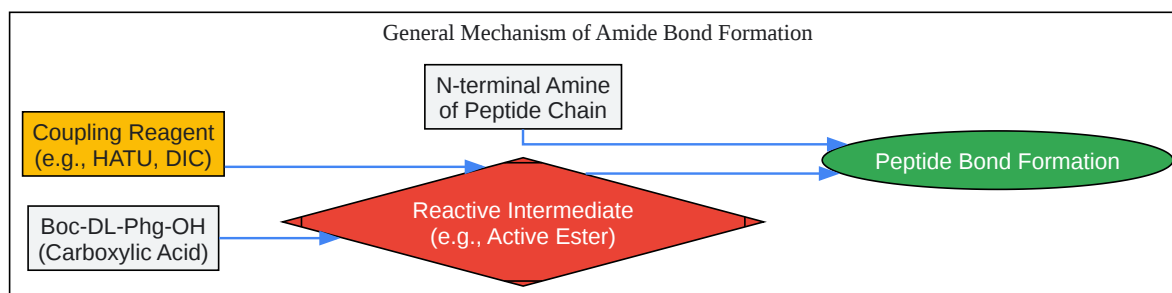 General Mechanism of Amide Bond Formation
N-terminal Amine
of Peptide Chain
Coupling Reagent
(e.g., HATU, DIC)
Peptide Bond Formation
Boc-DL-Phg-OH
(Carboxylic Acid)
Reactive Intermediate
(e.g., Active Ester)